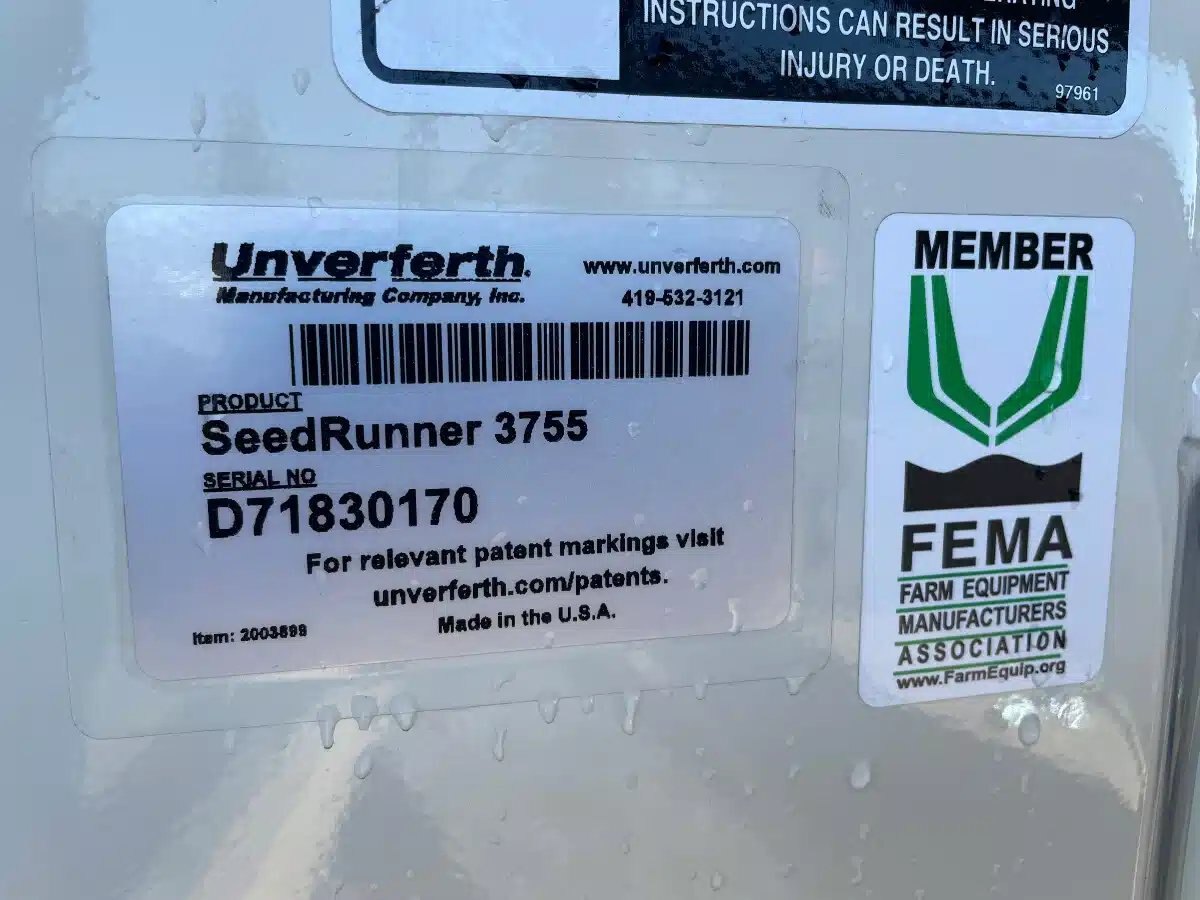 INSTRUCTIONS CAN RESULT IN SERIOUS
INJURY OR DEATH.
97961
Unverferth.
Manufacturing Company, Inc.
www.unverferth.com
419-532-3121
PRODUCT
SeedRunner 3755
SERIAL NO
D71830170
For relevant patent markings visit
unverferth.com/patents.
Made in the U.S.A.
Item: 2003899
MEMBER
FEMA
FARM EQUIPMENT
MANUFACTURERS
ASSOCIATION
www.FarmEquip.org